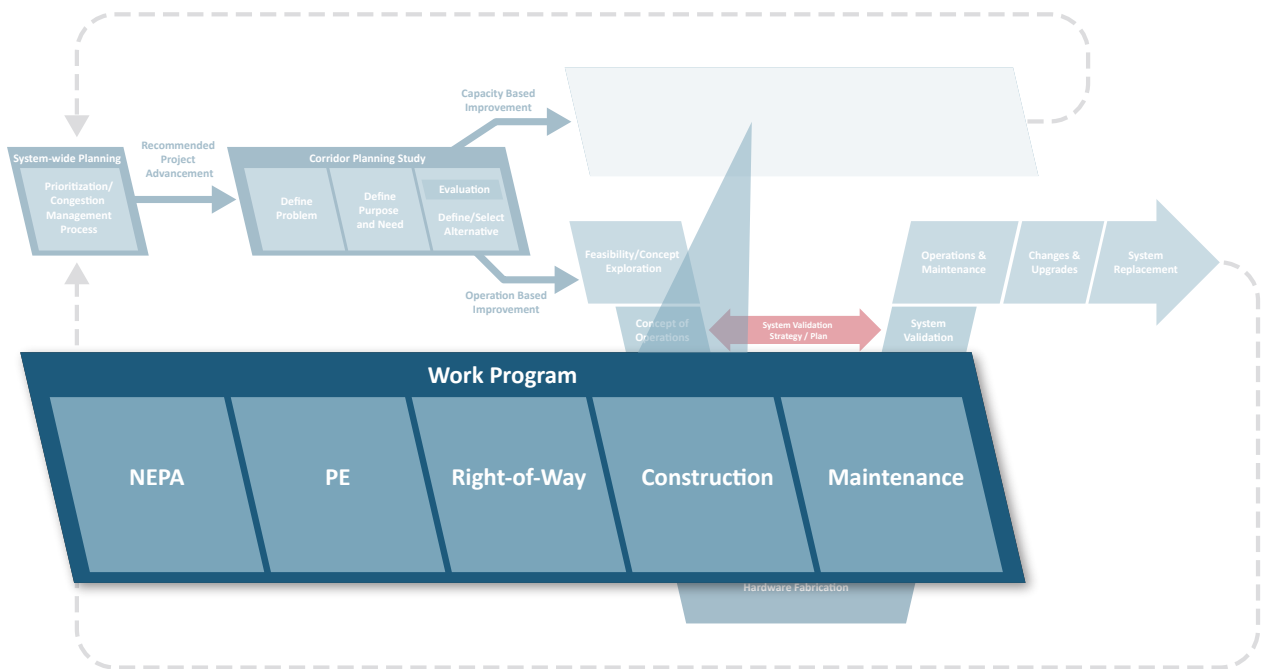 Capacity Based
Improvement
Recommended
Project
Advancement
System-wide Planning
Prioritization/
Congestion
Management
Process
Corridor Planning Study
Define
Problem
Define
Purpose
and Need
Evaluation
Define/Select
Alternative
Operation Based
Improvement
Feasibility/Concept
Exploration
Concept of
Operations
System Validation
Strategy / Plan
System
Validation
Operations &
Maintenance
Changes &
Upgrades
System
Replacement
Work Program
NEPA
PE
Right-of-Way
Construction
Maintenance
Hardware Fabrication